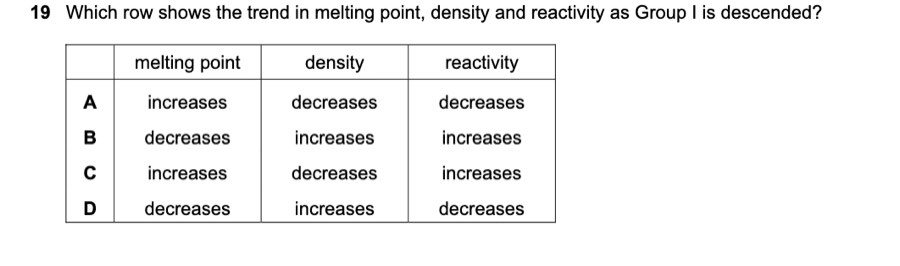 19 Which row shows the trend in melting point, density and reactivity as Group I is descended?
melting point density reactivity
A increases decreases decreases
B decreases increases increases
C increases decreases increases
D decreases increases decreases